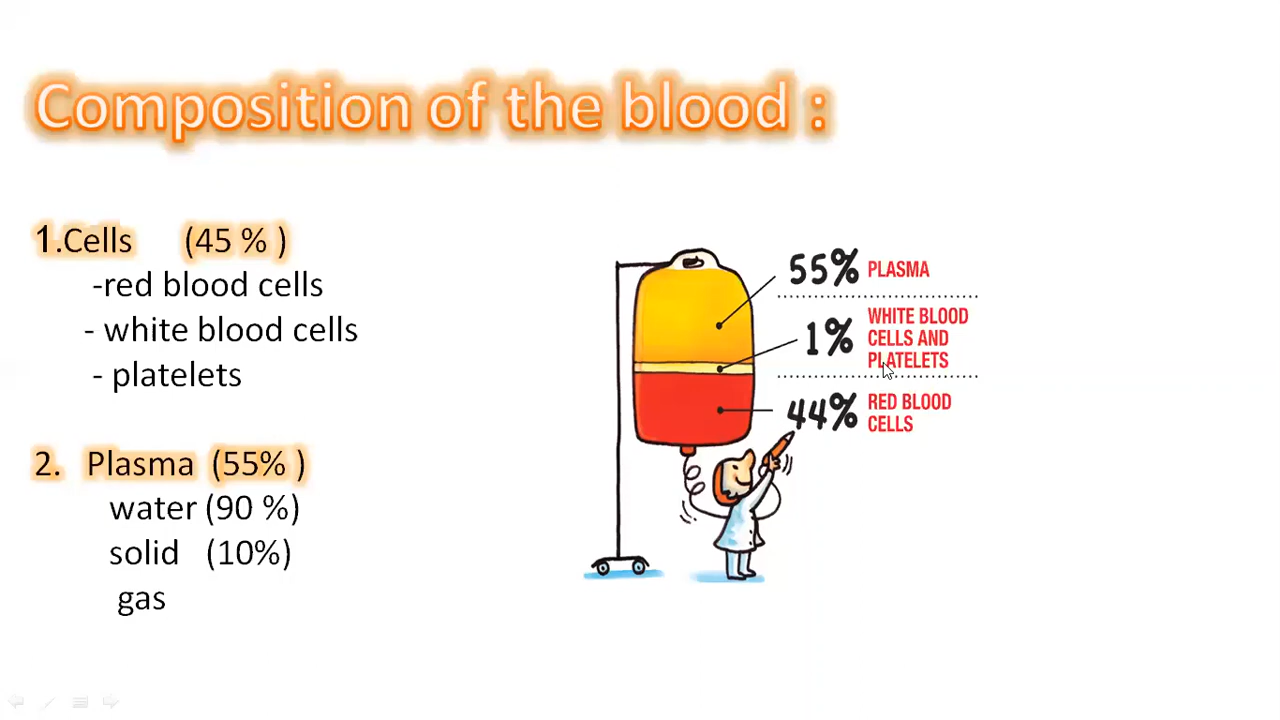 Composition of the blood :
1.Cells (45 % )
-red blood cells
- white blood cells
- platelets
2. Plasma (55% )
water (90 %)
solid (10%)
gas
55% PLASMA
1% WHITE BLOOD
CELLS AND
PLATELETS
44% RED BLOOD
CELLS